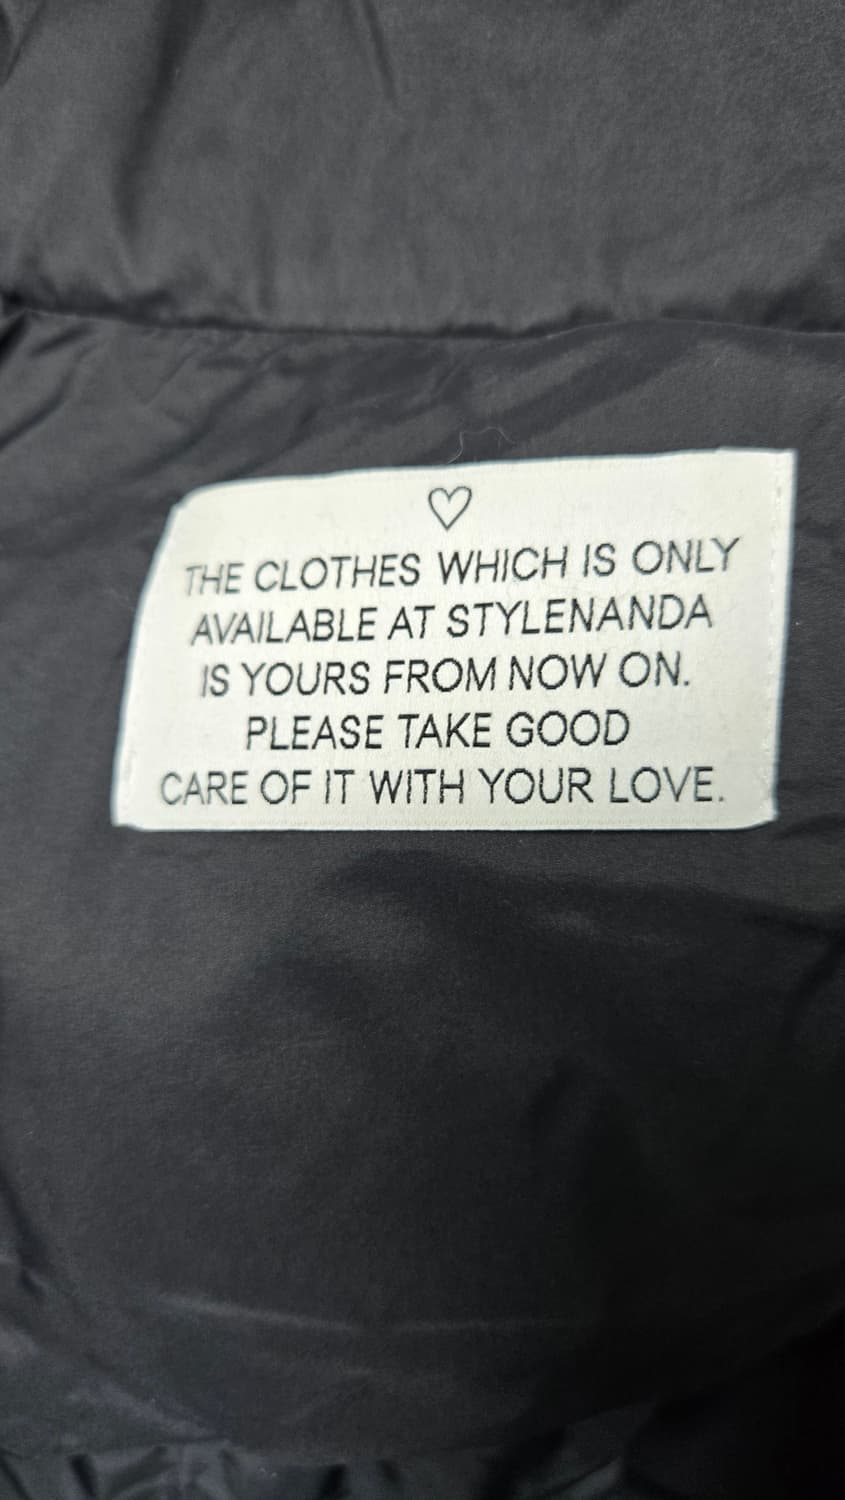 THE CLOTHES WHICH IS ONLY
AVAILABLE AT STYLENANDA
IS YOURS FROM NOW ON.
PLEASE TAKE GOOD
CARE OF IT WITH YOUR LOVE.